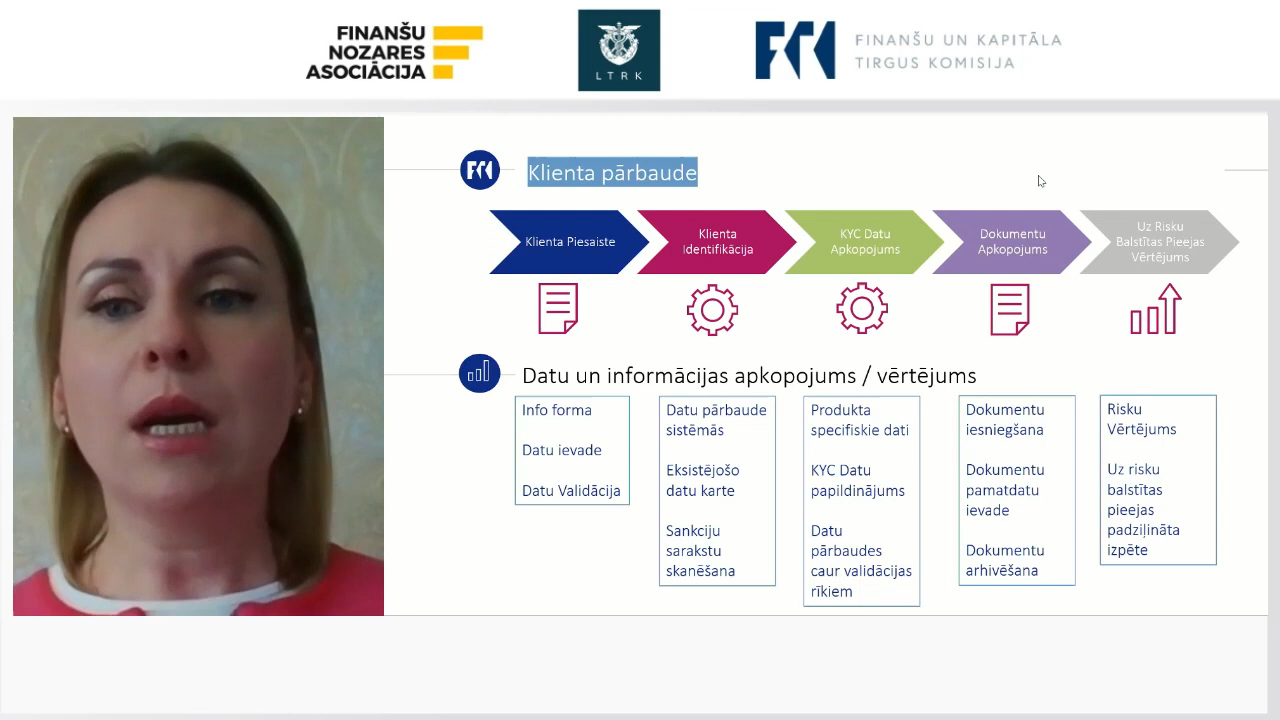 FINANŠU
NOZARES
ASOCIĀCIJA
LTRK
FINANŠU UN KAPITĀLA
TIRGUS KOMISIJA
Klienta pārbaude
Klienta Piesaiste
Klienta
Identifikācija
KYC Datu
Apkopojums
Dokumentu
Apkopojums
Uz Risku
Balstītas Pieejas
Vērtējums
Datu un informācijas apkopojums / vērtējums
Info forma
Datu ievade
Datu Validācija
Datu pārbaude
sistēmās
Eksistējošo
datu karte
Sankciju
sarakstu
skanēšana
Produkta
specifiskie dati
KYC Datu
papildinājums
Datu
pārbaudes
caur validācijas
rīkiem
Dokumentu
iesniegšana
Dokumentu
pamatdatu
ievade
Dokumentu
arhivēšana
Risku
Vērtējums
Uz risku
balstītas
pieejas
padziļināta
izpēte